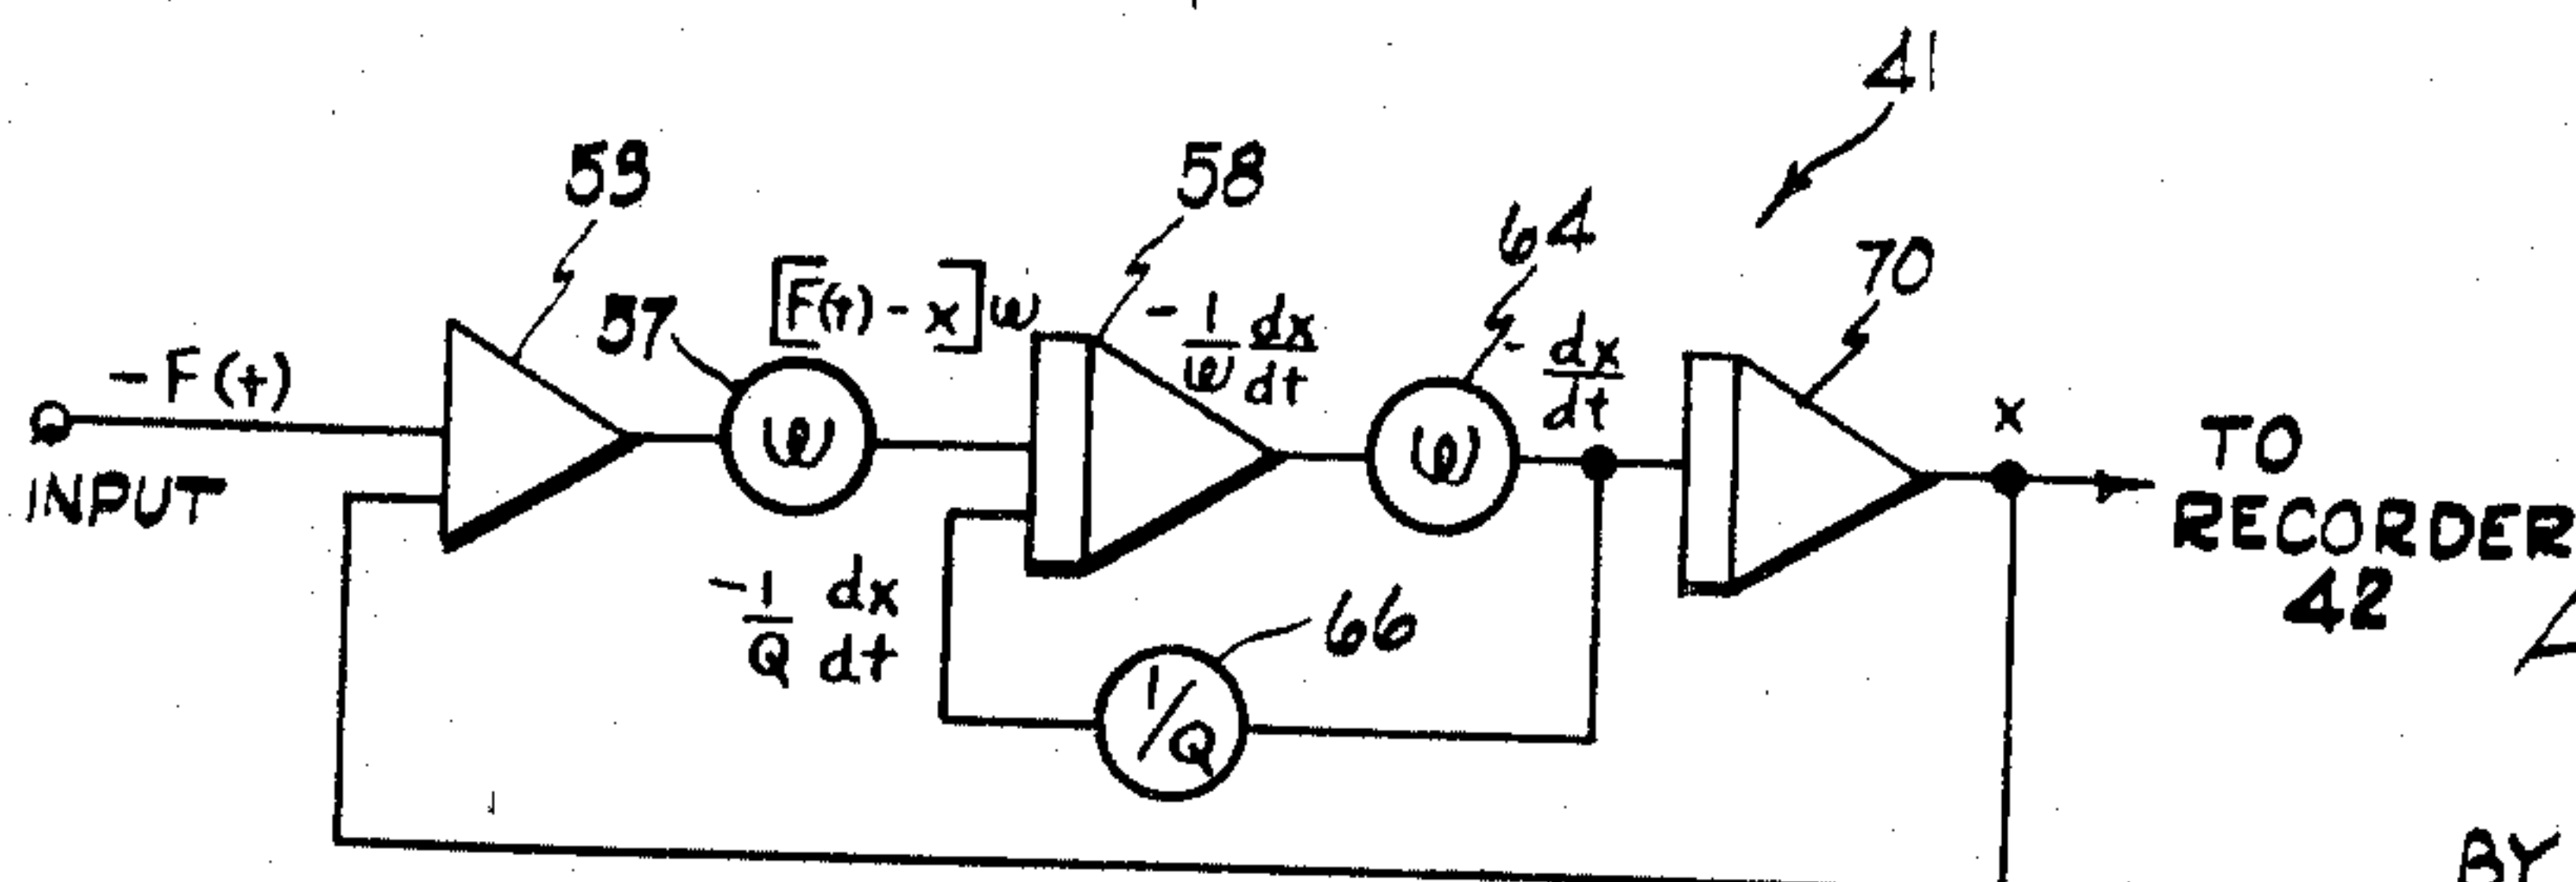 41
53
58
64
70
57
[F(t) - x]ω
- 1/ω dx/dt
- dx/dt
- F(t)
INPUT
ω
ω
x
TO
RECORDER
42
- 1/Q dx/dt
66
1/Q
BY